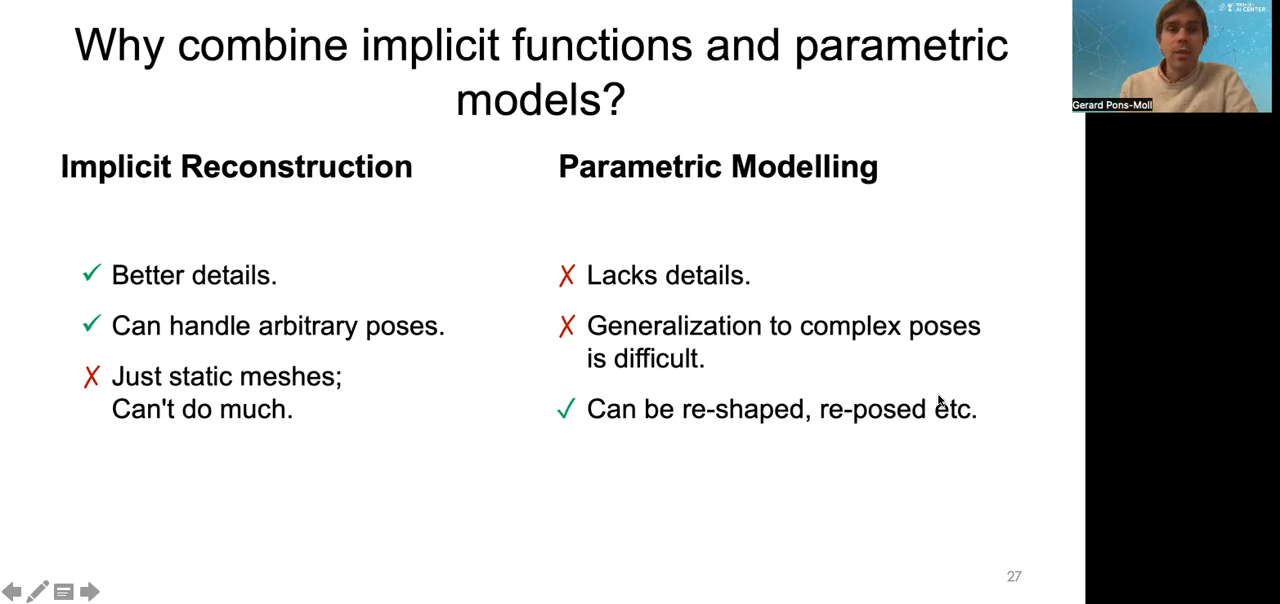 Why combine implicit functions and parametric
models?
AI CENTER
Gerard Pons-Moll
Implicit Reconstruction
Parametric Modelling
✓ Better details.
✓ Can handle arbitrary poses.
✗ Just static meshes;
Can't do much.
✗ Lacks details.
✗ Generalization to complex poses
is difficult.
✓ Can be re-shaped, re-posed etc.
27